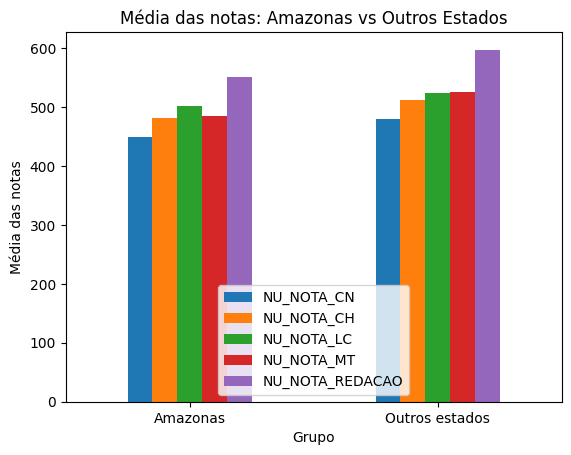 Média das notas: Amazonas vs Outros Estados
Média das notas
600
500
400
300
200
100
0
NU_NOTA_CN
NU_NOTA_CH
NU_NOTA_LC
NU_NOTA_MT
NU_NOTA_REDACAO
Amazonas
Outros estados
Grupo